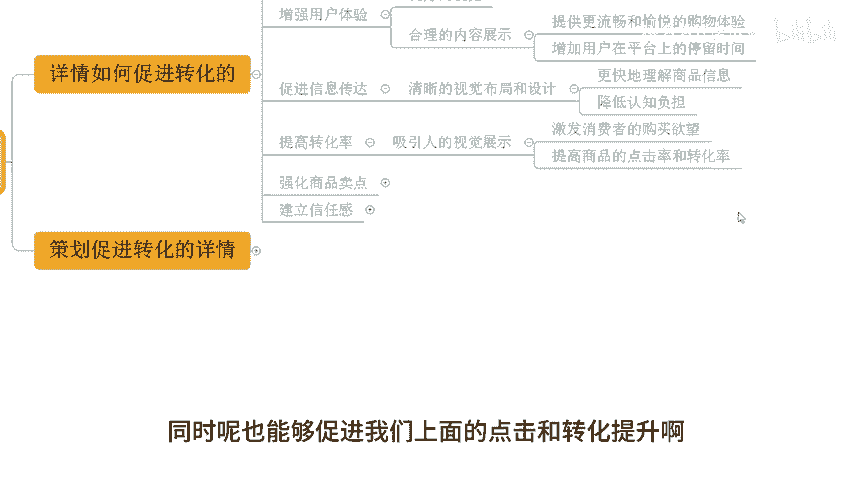 增强用户体验
合理的内容展示
提供更流畅和愉悦的购物体验
增加用户在平台上的停留时间
详情如何促进转化的
促进信息传达
清晰的视觉布局和设计
更快地理解商品信息
降低认知负担
提高转化率
吸引人的视觉展示
激发消费者的购买欲望
提高商品的点击率和转化率
强化商品卖点
建立信任感
策划促进转化的详情
同时呢也能够促进我们上面的点击和转化提升啊